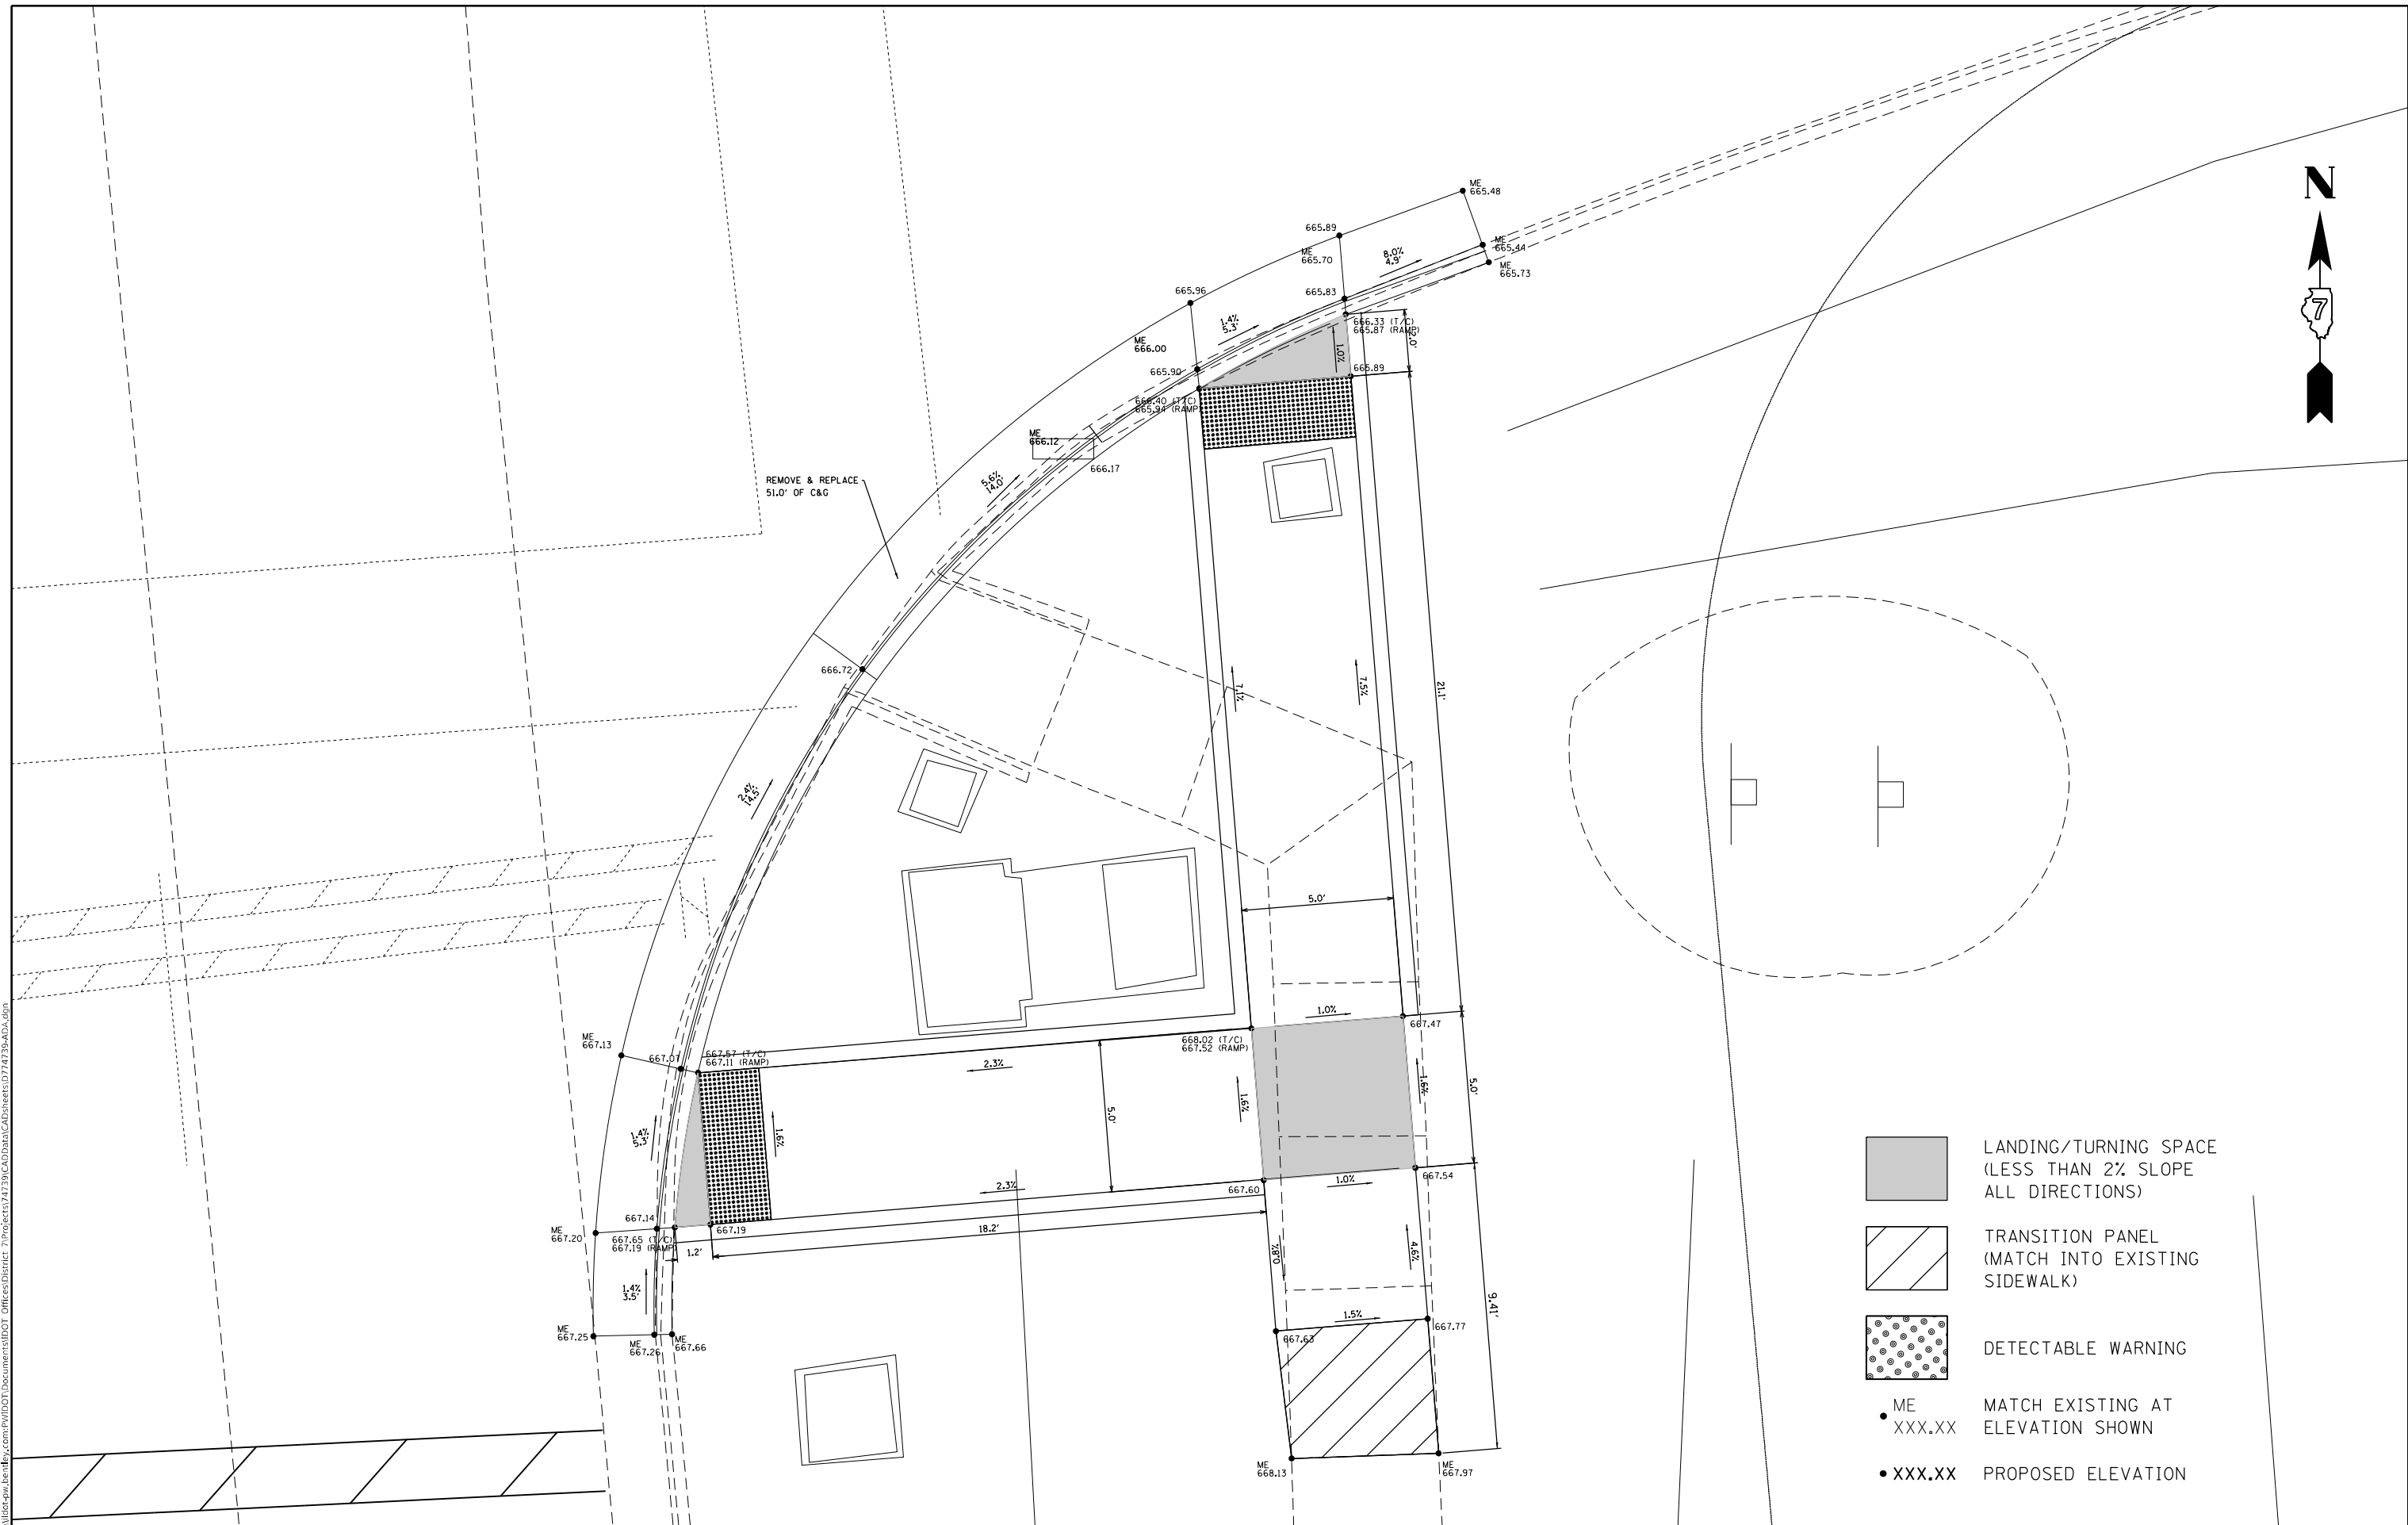 N
7
ME
665.48
665.89
ME
665.70
8.0%
4.9'
ME
665.44
ME
665.73
665.96
665.83
1.4%
5.3'
666.33 (T/C)
665.87 (RAMP)
2.0'
ME
666.00
1.0%
665.90
665.89
666.40 (T/C)
665.94 (RAMP)
ME
666.12
666.17
REMOVE & REPLACE
51.0' OF C&G
5.6%
14.0'
666.72
7.1%
7.5%
21.1'
2.4%
14.5'
5.0'
1.0%
667.47
ME
667.13
667.07
667.57 (T/C)
667.11 (RAMP)
668.02 (T/C)
667.52 (RAMP)
2.3%
1.6%
1.6%
5.0'
5.0'
1.4%
5.3'
1.6%
2.3%
667.60
1.0%
667.54
667.14
ME
667.20
667.65 (T/C)
667.19 (RAMP)
667.19
1.2'
18.2'
0.8%
4.6%
1.4%
3.5'
9.41'
1.5%
ME
667.25
ME
667.26
ME
667.66
667.63
667.77
ME
668.13
ME
667.97
LANDING/TURNING SPACE
(LESS THAN 2% SLOPE
ALL DIRECTIONS)
TRANSITION PANEL
(MATCH INTO EXISTING
SIDEWALK)
DETECTABLE WARNING
ME
XXX.XX
MATCH EXISTING AT
ELEVATION SHOWN
XXX.XX PROPOSED ELEVATION